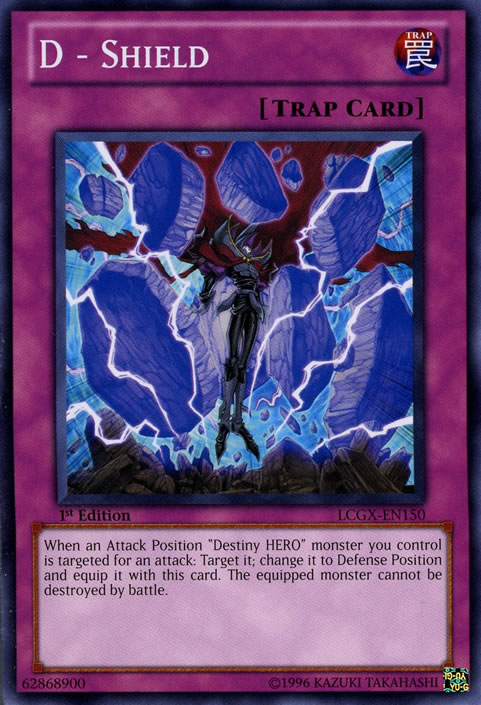 D - Shield
TRAP
罠
[Trap Card]
1st Edition
LCGX-EN150
When an Attack Position "Destiny HERO" monster you control
is targeted for an attack: Target it; change it to Defense Position
and equip it with this card. The equipped monster cannot be
destroyed by battle.
62868900
©1996 KAZUKI TAKAHASHI